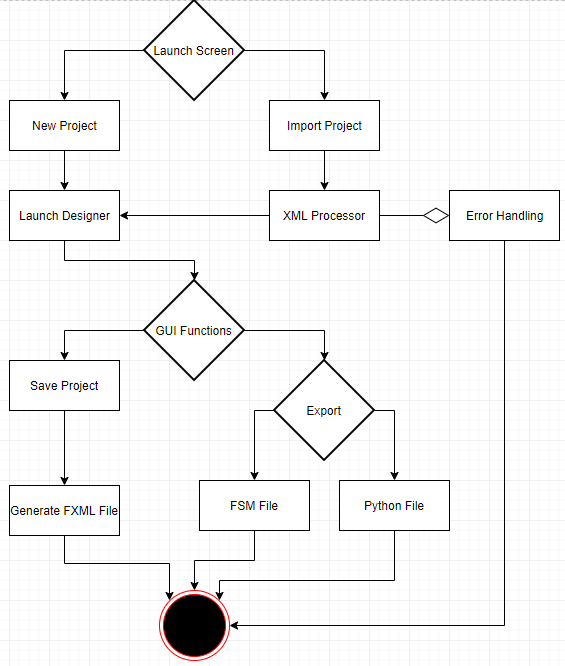 Launch Screen
New Project
Import Project
Launch Designer
XML Processor
Error Handling
GUI Functions
Save Project
Export
Generate FXML File
FSM File
Python File